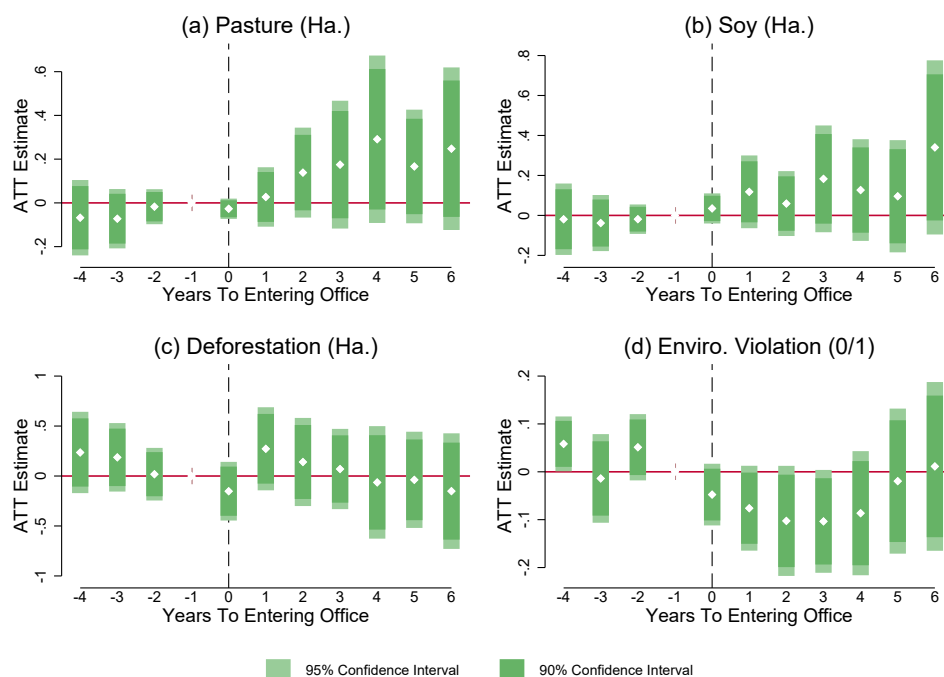 (a) Pasture (Ha.)
ATT Estimate
.6
.4
.2
0
-.2
-4 -3 -2 -1 0 1 2 3 4 5 6
Years To Entering Office
(b) Soy (Ha.)
ATT Estimate
.8
.6
.4
.2
0
-.2
-4 -3 -2 -1 0 1 2 3 4 5 6
Years To Entering Office
(c) Deforestation (Ha.)
ATT Estimate
1
.5
0
-.5
-1
-4 -3 -2 -1 0 1 2 3 4 5 6
Years To Entering Office
(d) Enviro. Violation (0/1)
ATT Estimate
.2
.1
0
-.1
-.2
-4 -3 -2 -1 0 1 2 3 4 5 6
Years To Entering Office
95% Confidence Interval
90% Confidence Interval